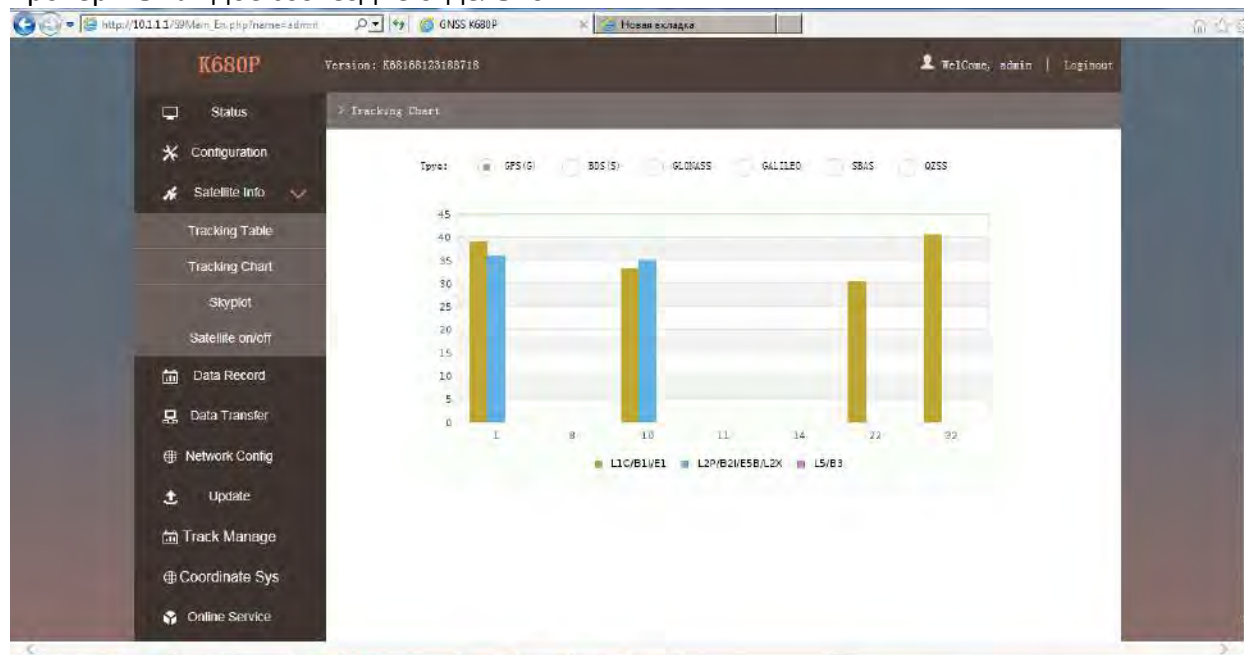 http://10.1.1.1/59Main_En.php?name=admin GNSS K680P Новая вкладка
K680P Version: K68168123188718 WelCome, admin | Loginout
Status
> Tracking Chart
Configuration
Tpye: GPS(G) BDS(S) GLONASS GALILEO SBAS QZSS
Satellite Info
Tracking Table
Tracking Chart
Skyplot
Satellite on/off
Data Record
Data Transfer
Network Config
Update
Track Manage
Coordinate Sys
Online Service
45
40
35
30
25
20
15
10
5
0
1 8 10 11 14 22 32
L1C/B1I/E1 L2P/B2I/E5B/L2X L5/B3